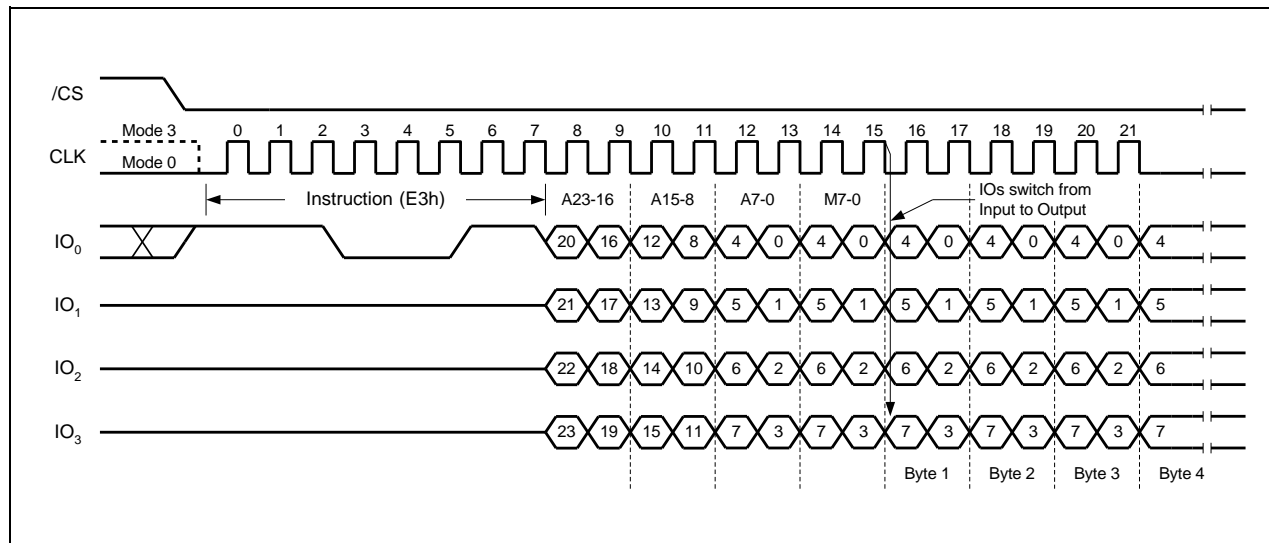 /CS
Mode 3
0 1 2 3 4 5 6 7 8 9 10 11 12 13 14 15 16 17 18 19 20 21
CLK
Mode 0
Instruction (E3h)
A23-16 A15-8 A7-0 M7-0
IOs switch from
Input to Output
IO0 20 16 12 8 4 0 4 0 4 0 4 0 4 0 4
IO1 21 17 13 9 5 1 5 1 5 1 5 1 5 1 5
IO2 22 18 14 10 6 2 6 2 6 2 6 2 6 2 6
IO3 23 19 15 11 7 3 7 3 7 3 7 3 7 3 7
Byte 1 Byte 2 Byte 3 Byte 4